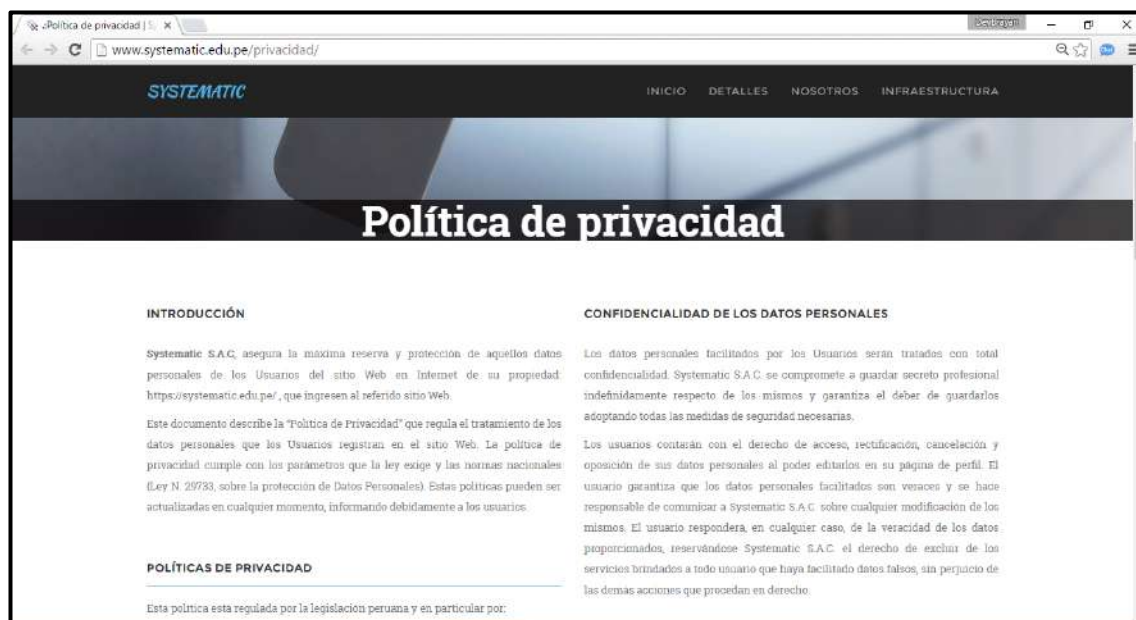 Política de privacidad | S
DevBrayan
www.systematic.edu.pe/privacidad/
SYSTEMATIC
INICIO DETALLES NOSOTROS INFRAESTRUCTURA
Política de privacidad
INTRODUCCIÓN
Systematic S.A.C, asegura la máxima reserva y protección de aquellos datos
personales de los Usuarios del sitio Web en Internet de su propiedad:
https://systematic.edu.pe/ , que ingresen al referido sitio Web.
Este documento describe la "Política de Privacidad" que regula el tratamiento de los
datos personales que los Usuarios registran en el sitio Web. La política de
privacidad cumple con los parámetros que la ley exige y las normas nacionales
(Ley N. 29733, sobre la protección de Datos Personales). Estas políticas pueden ser
actualizadas en cualquier momento, informando debidamente a los usuarios.
POLÍTICAS DE PRIVACIDAD
Esta política esta regulada por la legislación peruana y en particular por:
CONFIDENCIALIDAD DE LOS DATOS PERSONALES
Los datos personales facilitados por los Usuarios serán tratados con total
confidencialidad. Systematic S.A.C. se compromete a guardar secreto profesional
indefinidamente respecto de los mismos y garantiza el deber de guardarlos
adoptando todas las medidas de seguridad necesarias.
Los usuarios contarán con el derecho de acceso, rectificación, cancelación y
oposición de sus datos personales al poder editarlos en su página de perfil. El
usuario garantiza que los datos personales facilitados son veraces y se hace
responsable de comunicar a Systematic S.A.C. sobre cualquier modificación de los
mismos. El usuario responderá, en cualquier caso, de la veracidad de los datos
proporcionados, reservándose Systematic S.A.C. el derecho de excluir de los
servicios brindados a todo usuario que haya facilitado datos falsos, sin perjuicio de
las demás acciones que procedan en derecho.